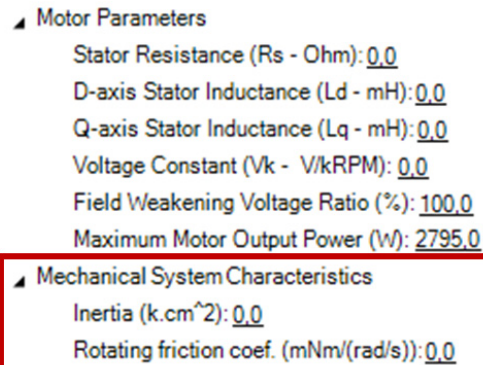 Motor Parameters
Stator Resistance (Rs - Ohm): 0,0
D-axis Stator Inductance (Ld - mH): 0,0
Q-axis Stator Inductance (Lq - mH): 0,0
Voltage Constant (Vk - V/kRPM): 0,0
Field Weakening Voltage Ratio (%): 100,0
Maximum Motor Output Power (W): 2795,0
Mechanical System Characteristics
Inertia (k.cm^2): 0,0
Rotating friction coef. (mNm/(rad/s)): 0,0